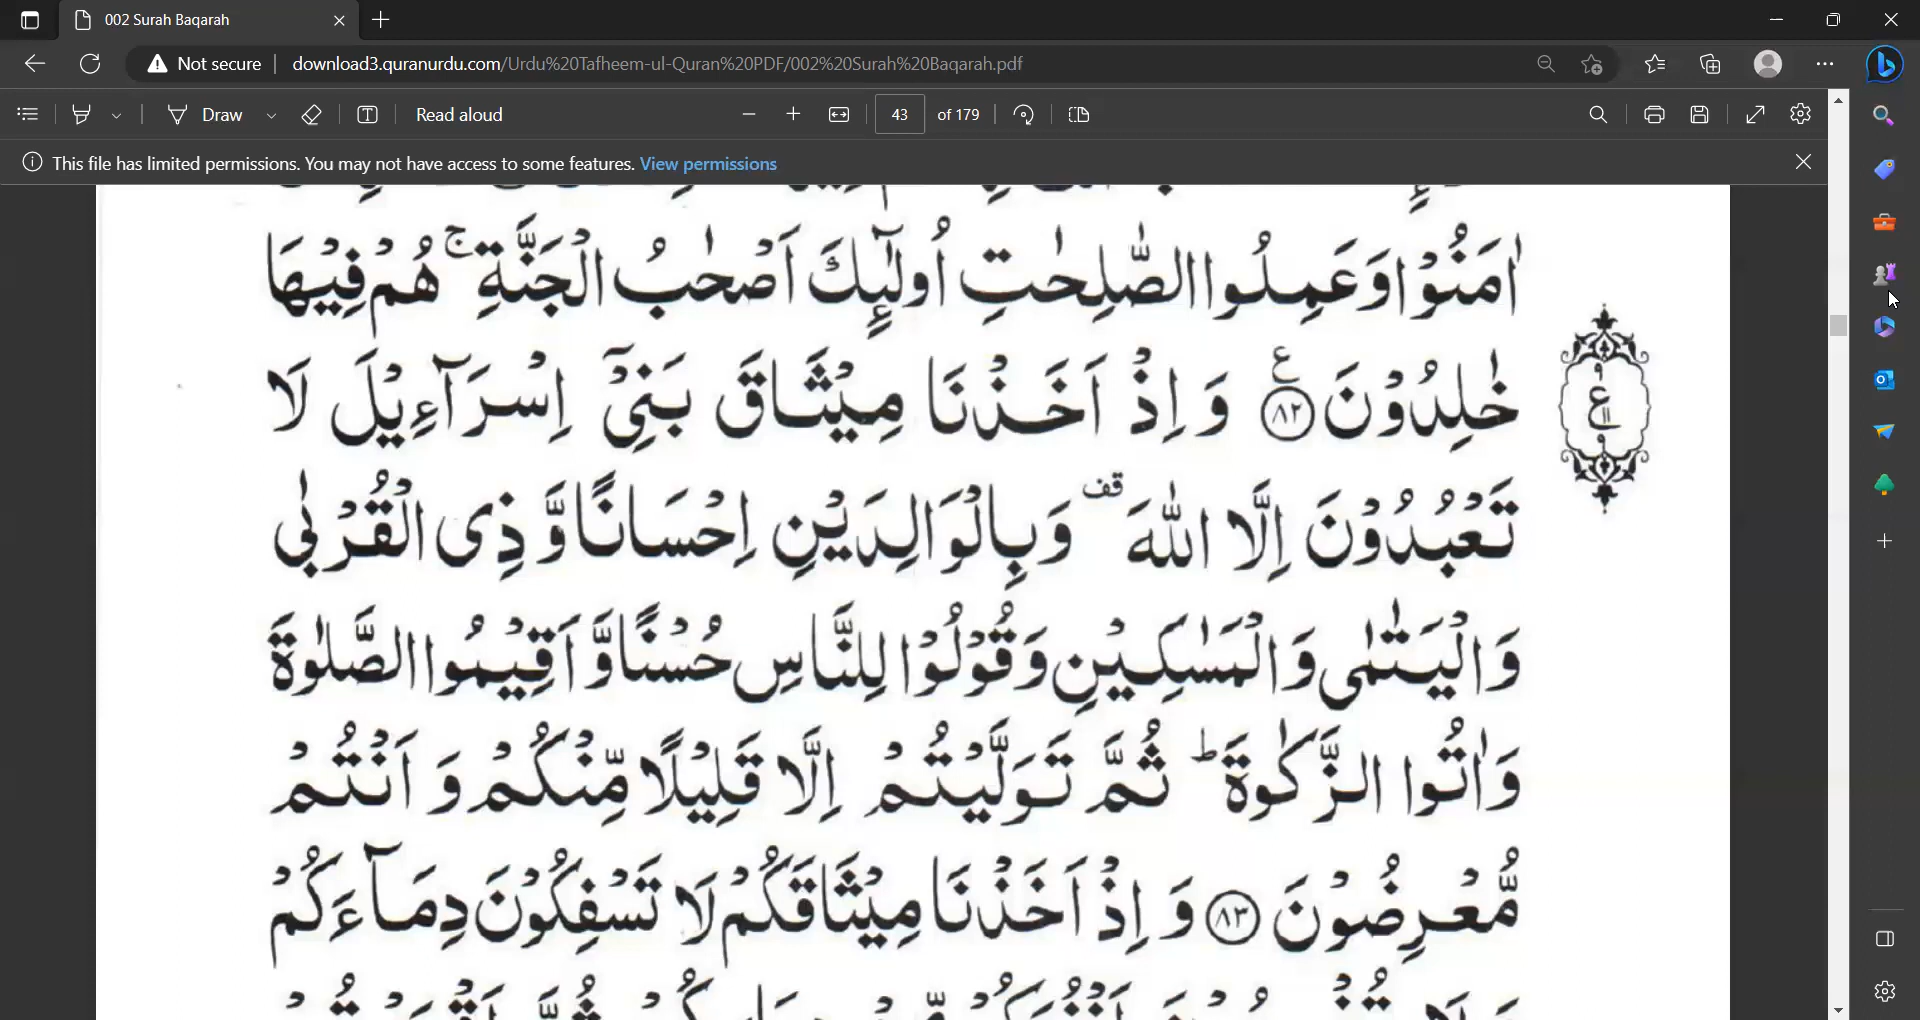 002 Surah Baqarah
Not secure
download3.quranurdu.com/Urdu%20Tafheem-ul-Quran%20PDF/002%20Surah%20Baqarah.pdf
Draw
Read aloud
43
of 179
This file has limited permissions. You may not have access to some features. View permissions
اٰمَنُوْا وَعَمِلُوا الصّٰلِحٰتِ اُولٰٓئِكَ اَصْحٰبُ الْجَنَّةِ ۚ هُمْ فِيْهَا
خٰلِدُوْنَ ﴿۸۲﴾ ع وَ اِذْ اَخَذْنَا مِيْثَاقَ بَنِيْٓ اِسْرَآءِيْلَ لَا
تَعْبُدُوْنَ اِلَّا اللّٰهَ قف وَبِالْوَالِدَيْنِ اِحْسَانًا وَّ ذِی الْقُرْبٰی
وَالْيَتٰمٰی وَالْمَسٰكِيْنِ وَقُوْلُوْا لِلنَّاسِ حُسْنًا وَّ اَقِيْمُوا الصَّلٰوةَ
وَاٰتُوا الزَّكٰوةَ ؕ ثُمَّ تَوَلَّيْتُمْ اِلَّا قَلِيْلًا مِّنْكُمْ وَ اَنْتُمْ
مُّعْرِضُوْنَ ﴿۸۳﴾ وَ اِذْ اَخَذْنَا مِيْثَاقَكُمْ لَا تَسْفِكُوْنَ دِمَآءَكُمْ